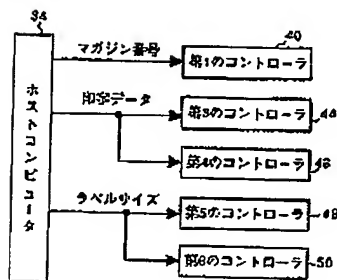 34
マガジン番号
40
第1のコントローラ
ホストコンピュータ
印字データ
第3のコントローラ
44
第4のコントローラ
46
ラベルサイズ
第5のコントローラ
48
第6のコントローラ
50